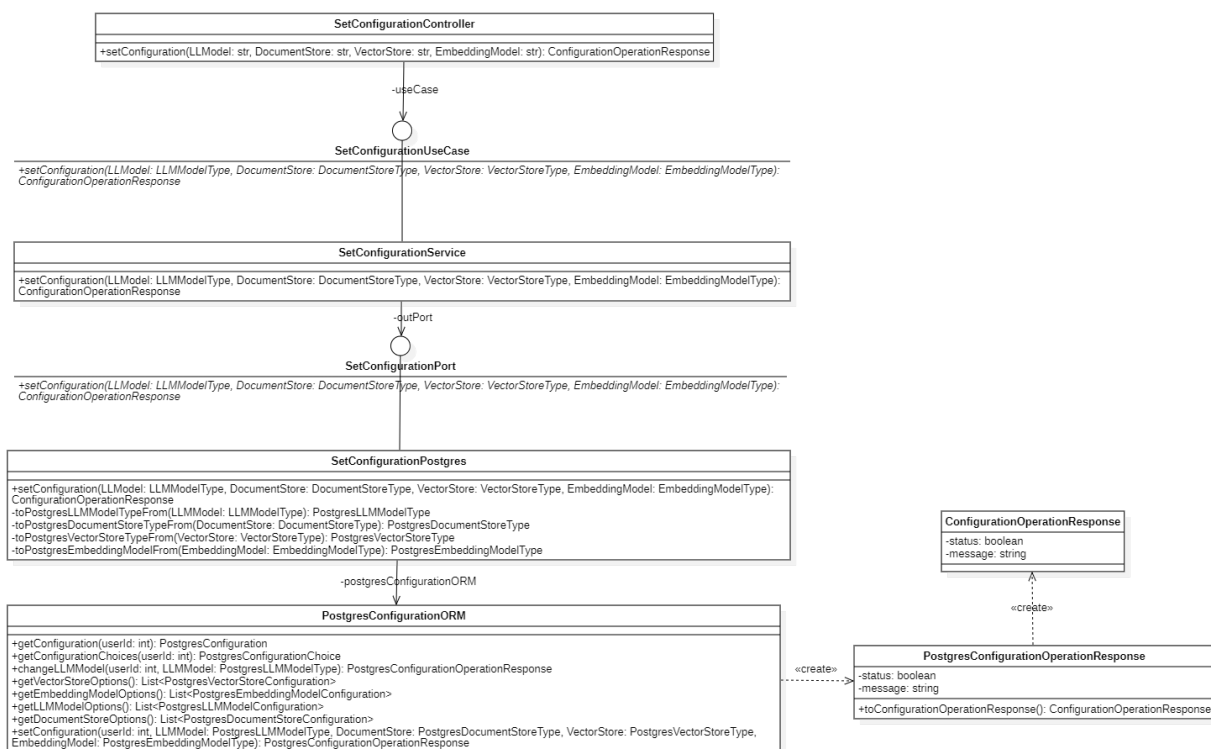 SetConfigurationController
+setConfiguration(LLModel: str, DocumentStore: str, VectorStore: str, EmbeddingModel: str): ConfigurationOperationResponse
-useCase
SetConfigurationUseCase
+setConfiguration(LLModel: LLMModelType, DocumentStore: DocumentStoreType, VectorStore: VectorStoreType, EmbeddingModel: EmbeddingModelType):
ConfigurationOperationResponse
SetConfigurationService
+setConfiguration(LLModel: LLMModelType, DocumentStore: DocumentStoreType, VectorStore: VectorStoreType, EmbeddingModel: EmbeddingModelType):
ConfigurationOperationResponse
-outPort
SetConfigurationPort
+setConfiguration(LLModel: LLMModelType, DocumentStore: DocumentStoreType, VectorStore: VectorStoreType, EmbeddingModel: EmbeddingModelType):
ConfigurationOperationResponse
SetConfigurationPostgres
+setConfiguration(LLModel: LLMModelType, DocumentStore: DocumentStoreType, VectorStore: VectorStoreType, EmbeddingModel: EmbeddingModelType):
ConfigurationOperationResponse
-toPostgresLLMModelTypeFrom(LLModel: LLMModelType): PostgresLLMModelType
-toPostgresDocumentStoreTypeFrom(DocumentStore: DocumentStoreType): PostgresDocumentStoreType
-toPostgresVectorStoreTypeFrom(VectorStore: VectorStoreType): PostgresVectorStoreType
-toPostgresEmbeddingModelFrom(EmbeddingModel: EmbeddingModelType): PostgresEmbeddingModelType
-postgresConfigurationORM
PostgresConfigurationORM
+getConfiguration(userId: int): PostgresConfiguration
+getConfigurationChoices(userId: int): PostgresConfigurationChoice
+changeLLMModel(userId: int, LLMModel: PostgresLLMModelType): PostgresConfigurationOperationResponse
+getVectorStoreOptions(): List<PostgresVectorStoreConfiguration>
+getEmbeddingModelOptions(): List<PostgresEmbeddingModelConfiguration>
+getLLMModelOptions(): List<PostgresLLMModelConfiguration>
+getDocumentStoreOptions(): List<PostgresDocumentStoreConfiguration>
+setConfiguration(userId: int, LLModel: PostgresLLMModelType, DocumentStore: PostgresDocumentStoreType, VectorStore: PostgresVectorStoreType,
EmbeddingModel: PostgresEmbeddingModelType): PostgresConfigurationOperationResponse
«create»
ConfigurationOperationResponse
-status: boolean
-message: string
«create»
PostgresConfigurationOperationResponse
-status: boolean
-message: string
+toConfigurationOperationResponse(): ConfigurationOperationResponse